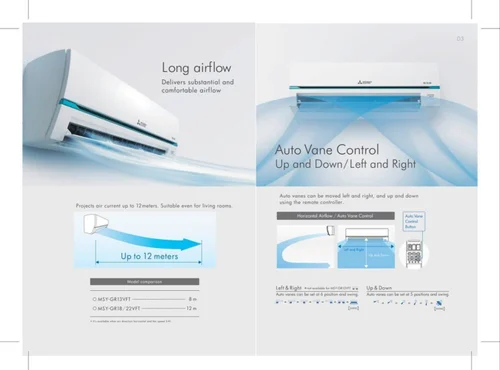 Long airflow
Delivers substantial and
comfortable airflow
Projects air current up to 12meters. Suitable even for living rooms.
Up to 12 meters
Model comparison
MSY-GR13VFT 8 m
MSY-GR18/22VFT 12 m
03
Auto Vane Control
Up and Down/Left and Right
Auto vanes can be moved left and right, and up and down
using the remote controller.
Horizontal Airflow / Auto Vane Control
Auto Vane
Control
Button
Left and Right
Left & Right
Auto vanes can be set at 6 position and swing.
Up & Down
Auto vanes can be set at 5 positions and swing.